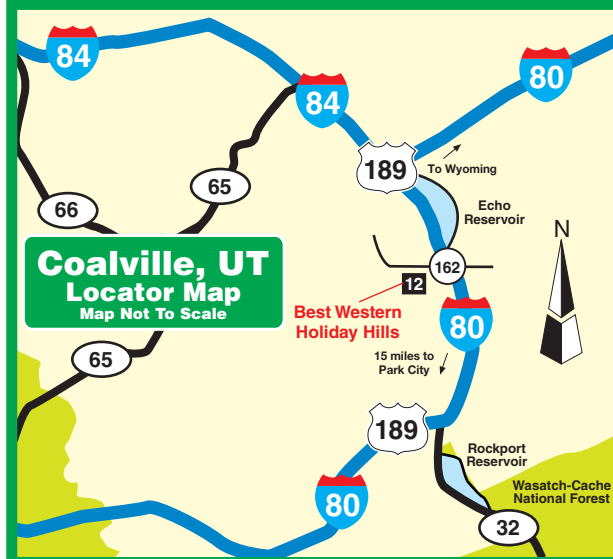 84
80
84
189
To Wyoming
65
66
Echo
Reservoir
N
Coalville, UT
Locator Map
Map Not To Scale
162
12
Best Western
Holiday Hills
80
15 miles to
Park City
65
189
Rockport
Reservoir
Wasatch-Cache
National Forest
80
32